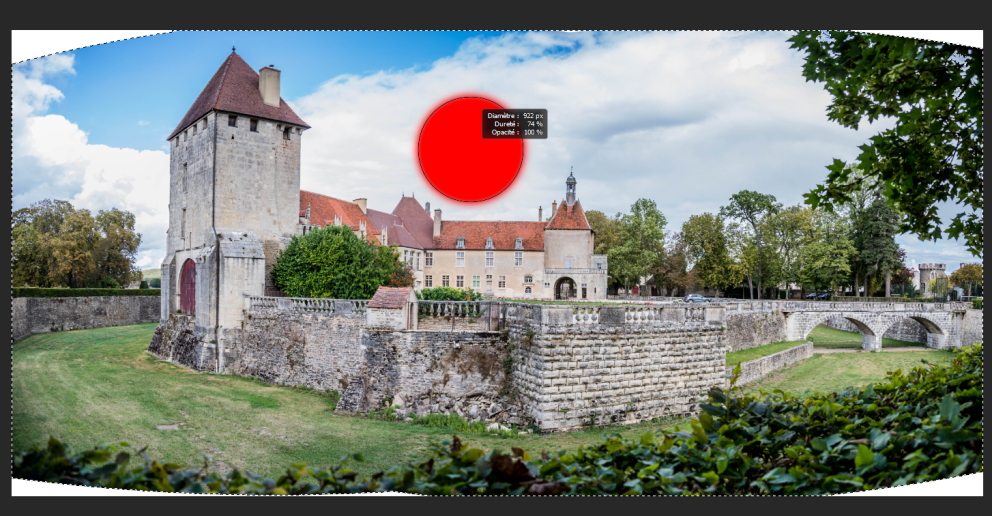 Diamètre : 922 px
Dureté : 74 %
Opacité : 100 %